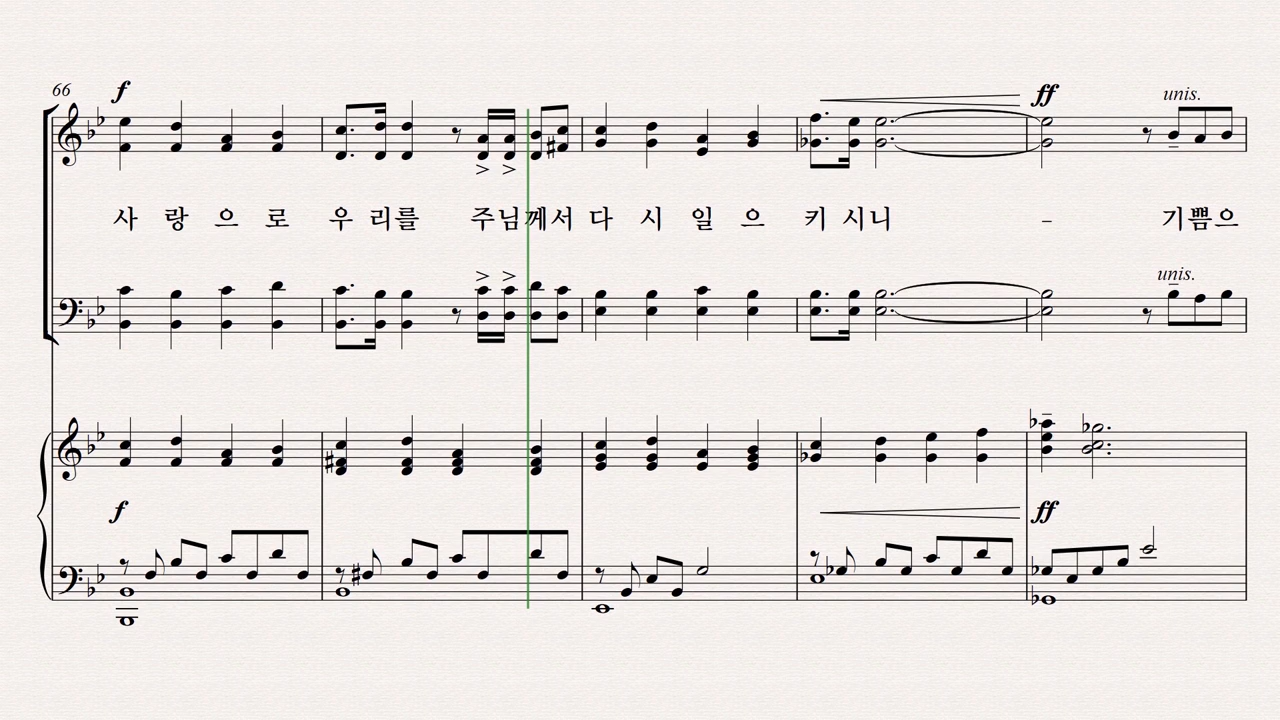 66
f
사 랑 으 로 우 리를 주님께서 다 시 일 으 키 시니 - 기쁨으
ff
unis.
unis.
f
ff